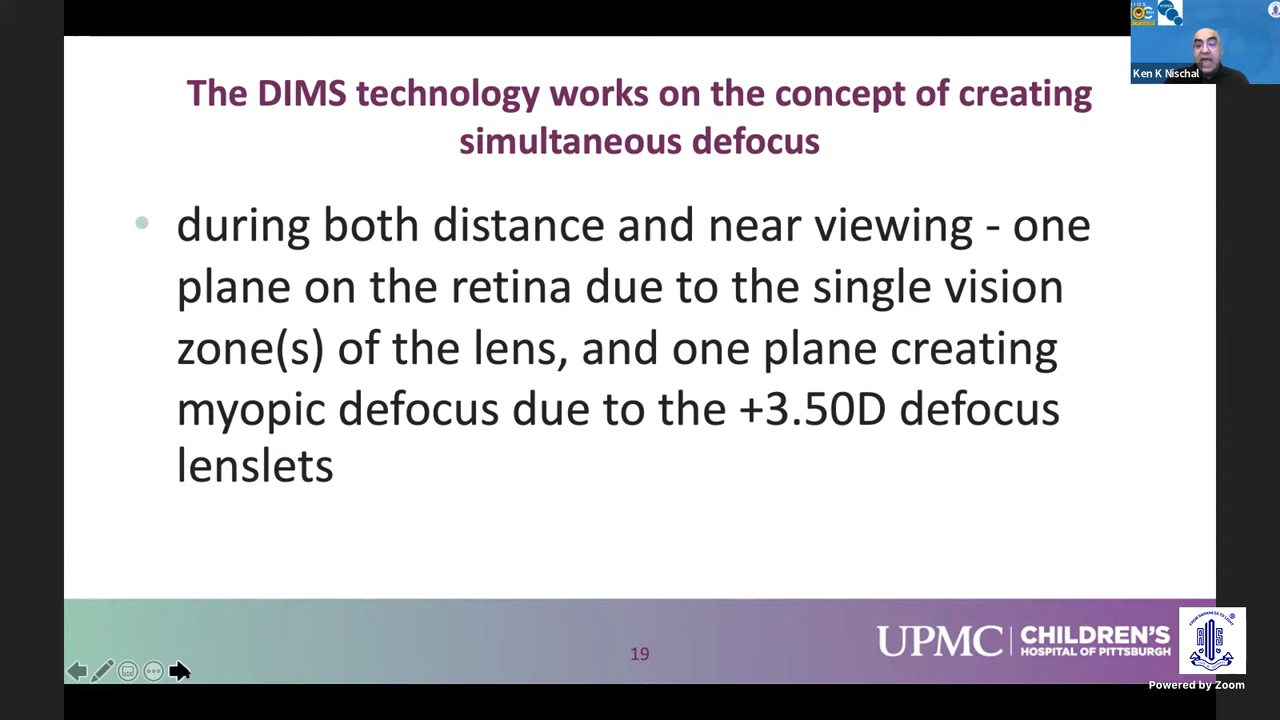 Ken K Nischal
The DIMS technology works on the concept of creating
simultaneous defocus
• during both distance and near viewing - one
plane on the retina due to the single vision
zone(s) of the lens, and one plane creating
myopic defocus due to the +3.50D defocus
lenslets
19
UPMC CHILDREN'S
HOSPITAL OF PITTSBURGH
Powered by Zoom